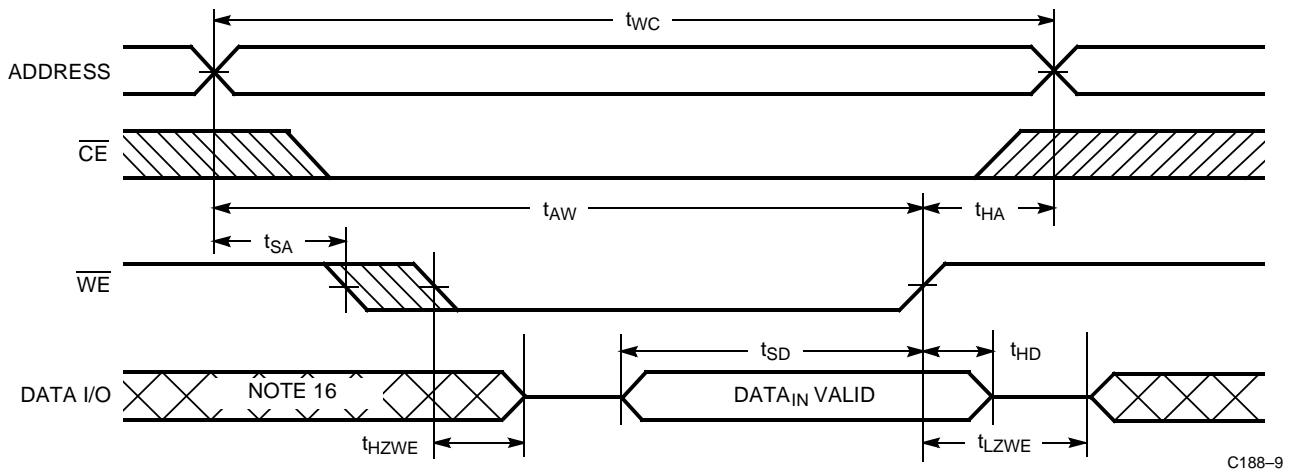 tWC
ADDRESS
CE
tAW
tHA
tSA
WE
tSD
tHD
DATA I/O
NOTE 16
DATAIN VALID
tHZWE
tLZWE
C188–9